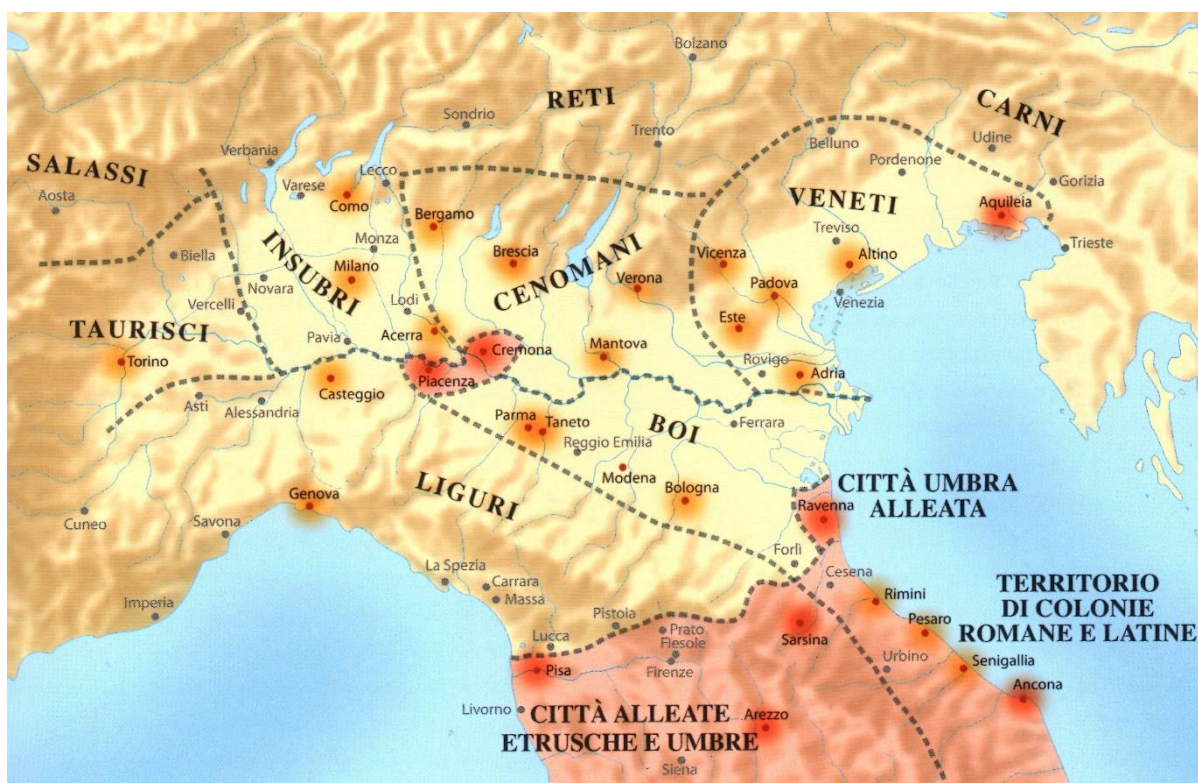 Bolzano
RETI
CARNI
Sondrio
Trento
Belluno
Udine
Verbania
Pordenone
SALASSI
Lecco
Gorizia
Varese
Como
VENETI
Aosta
Aquileia
Bergamo
Treviso
Trieste
Monza
Biella
INSUBRI
Brescia
CENOMANI
Vicenza
Altino
Milano
Novara
Verona
Padova
Venezia
Vercelli
Lodi
Este
TAURISCI
Pavia
Acerra
Cremona
Mantova
Rovigo
Torino
Piacenza
Adria
Casteggio
Asti
Alessandria
Parma
Taneto
BOI
Ferrara
Reggio Emilia
Modena
LIGURI
Bologna
CITTÀ UMBRA
ALLEATA
Genova
Ravenna
Cuneo
Savona
Forlì
La Spezia
Cesena
Carrara
Massa
TERRITORIO
DI COLONIE
ROMANE E LATINE
Imperia
Rimini
Pistoia
Pesaro
Lucca
Prato
Fiesole
Sarsina
Firenze
Urbino
Senigallia
Pisa
Ancona
Livorno
CITTÀ ALLEATE
ETRUSCHE E UMBRE
Arezzo
Siena